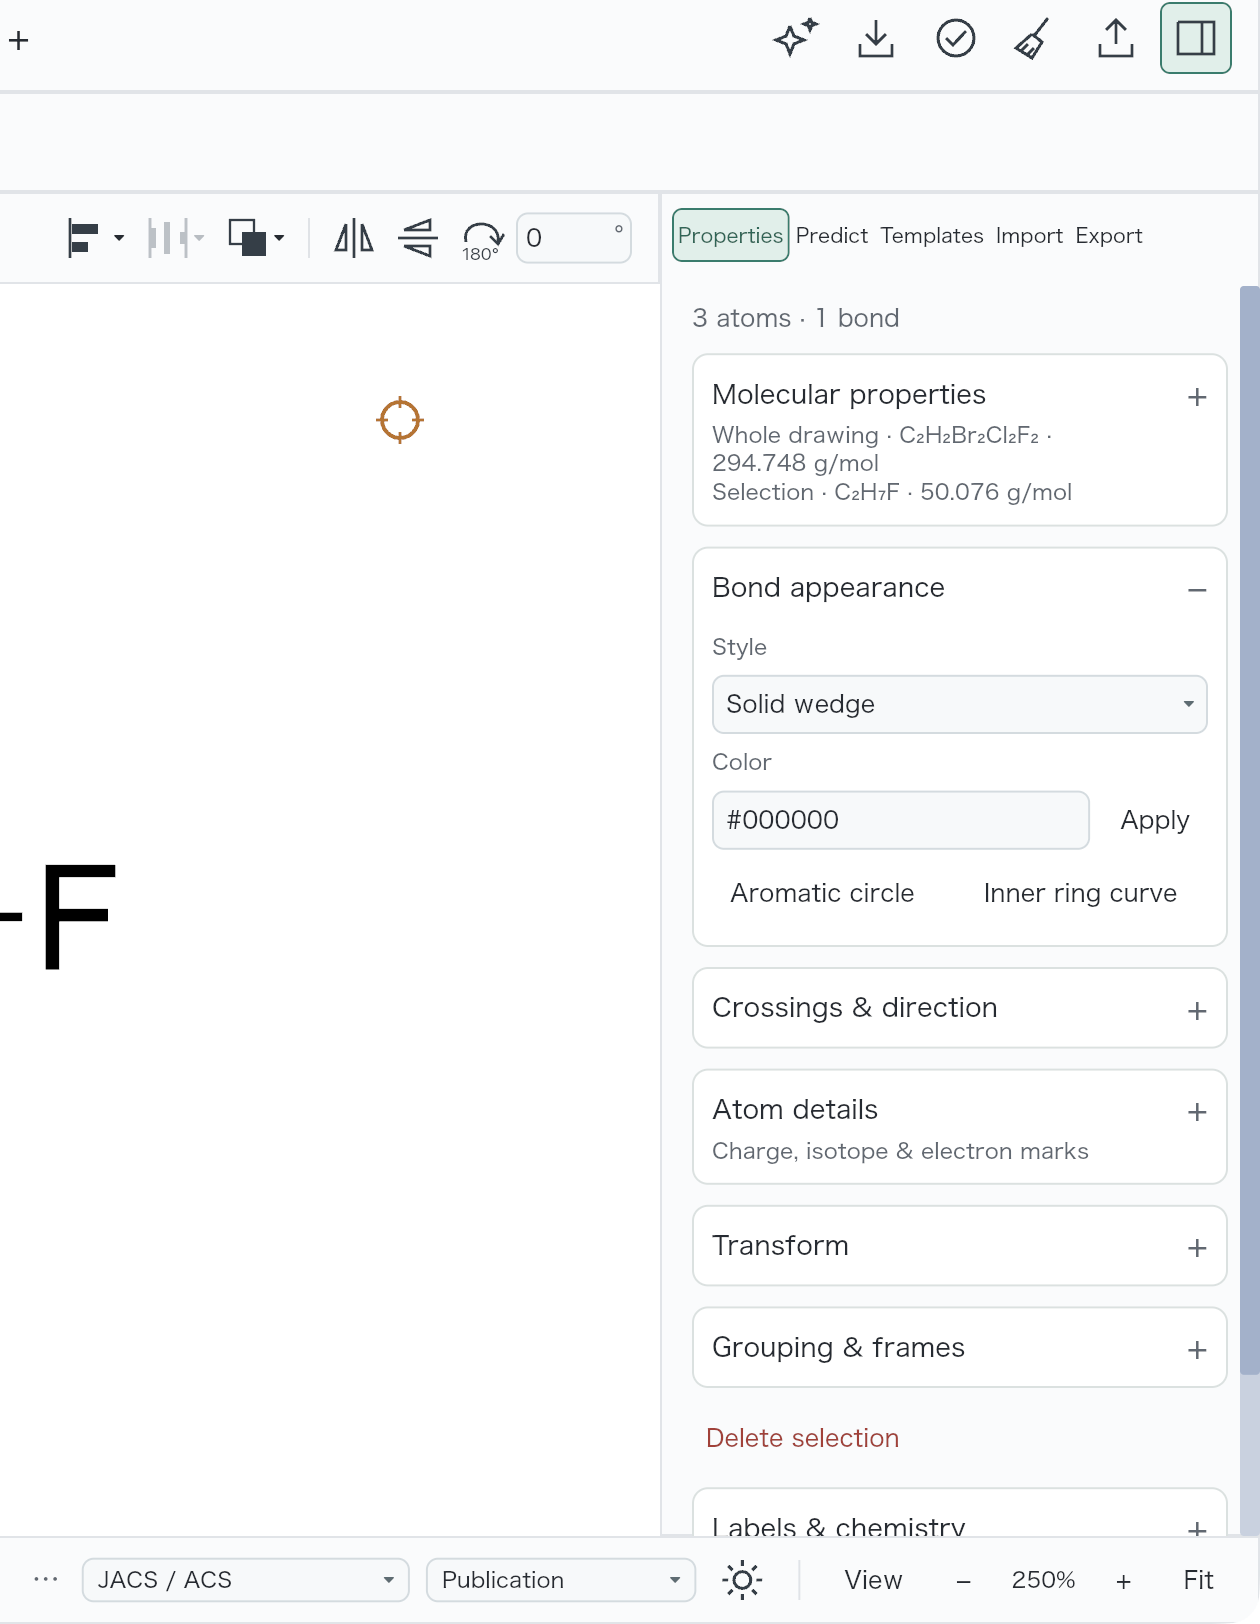 +
180°
0 °
Properties Predict Templates Import Export
3 atoms · 1 bond
Molecular properties +
Whole drawing · C₂H₂Br₂Cl₂F₂ ·
294.748 g/mol
Selection · C₂H₇F · 50.076 g/mol
Bond appearance −
Style
Solid wedge
Color
#000000 Apply
Aromatic circle Inner ring curve
F
Crossings & direction +
Atom details +
Charge, isotope & electron marks
Transform +
Grouping & frames +
Delete selection
Labels & chemistry +
··· JACS / ACS Publication View − 250% + Fit